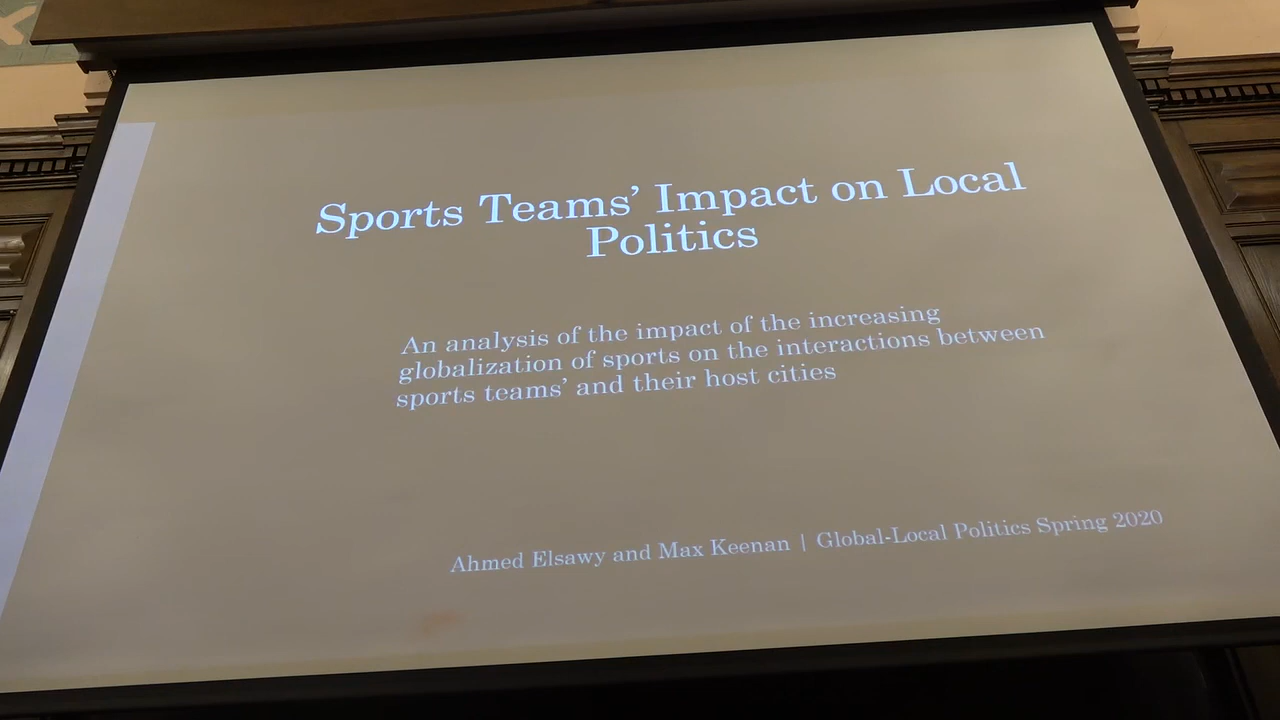 Sports Teams’ Impact on Local
Politics
An analysis of the impact of the increasing
globalization of sports on the interactions between
sports teams’ and their host cities
Ahmed Elsawy and Max Keenan | Global-Local Politics Spring 2020